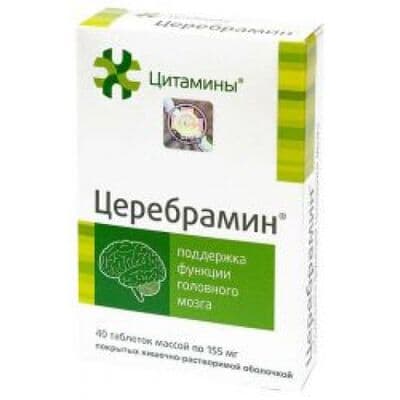 Цитамины®
Церебрамин®
поддержка
функции
головного
мозга
40 таблеток массой по 155 мг
покрытых кишечно-растворимой оболочкой
Церебрамин®